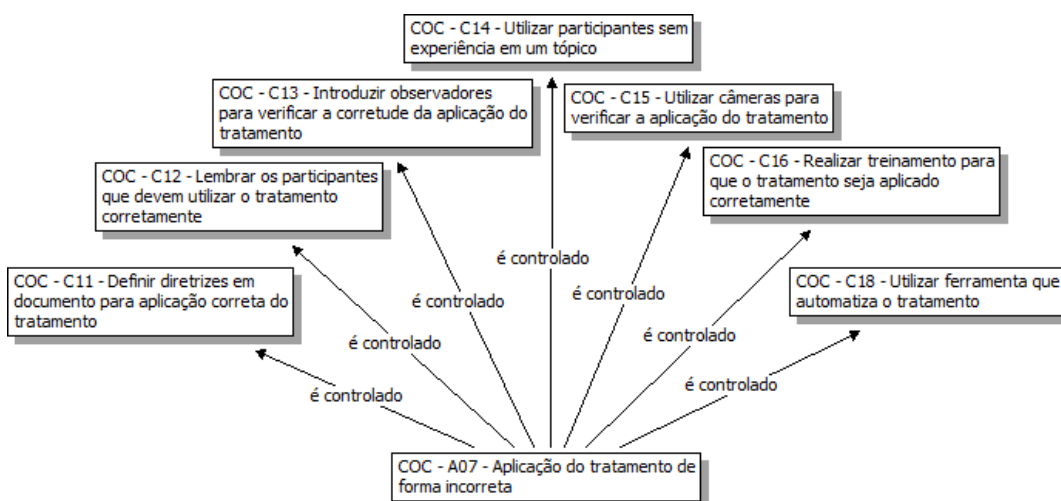 COC - C14 - Utilizar participantes sem
experiência em um tópico
COC - C13 - Introduzir observadores
para verificar a corretude da aplicação do
tratamento
COC - C15 - Utilizar câmeras para
verificar a aplicação do tratamento
COC - C12 - Lembrar os participantes
que devem utilizar o tratamento
corretamente
COC - C16 - Realizar treinamento para
que o tratamento seja aplicado
corretamente
COC - C11 - Definir diretrizes em
documento para aplicação correta do
tratamento
COC - C18 - Utilizar ferramenta que
automatiza o tratamento
é controlado
é controlado
é controlado
é controlado
é controlado
é controlado
é controlado
COC - A07 - Aplicação do tratamento de
forma incorreta